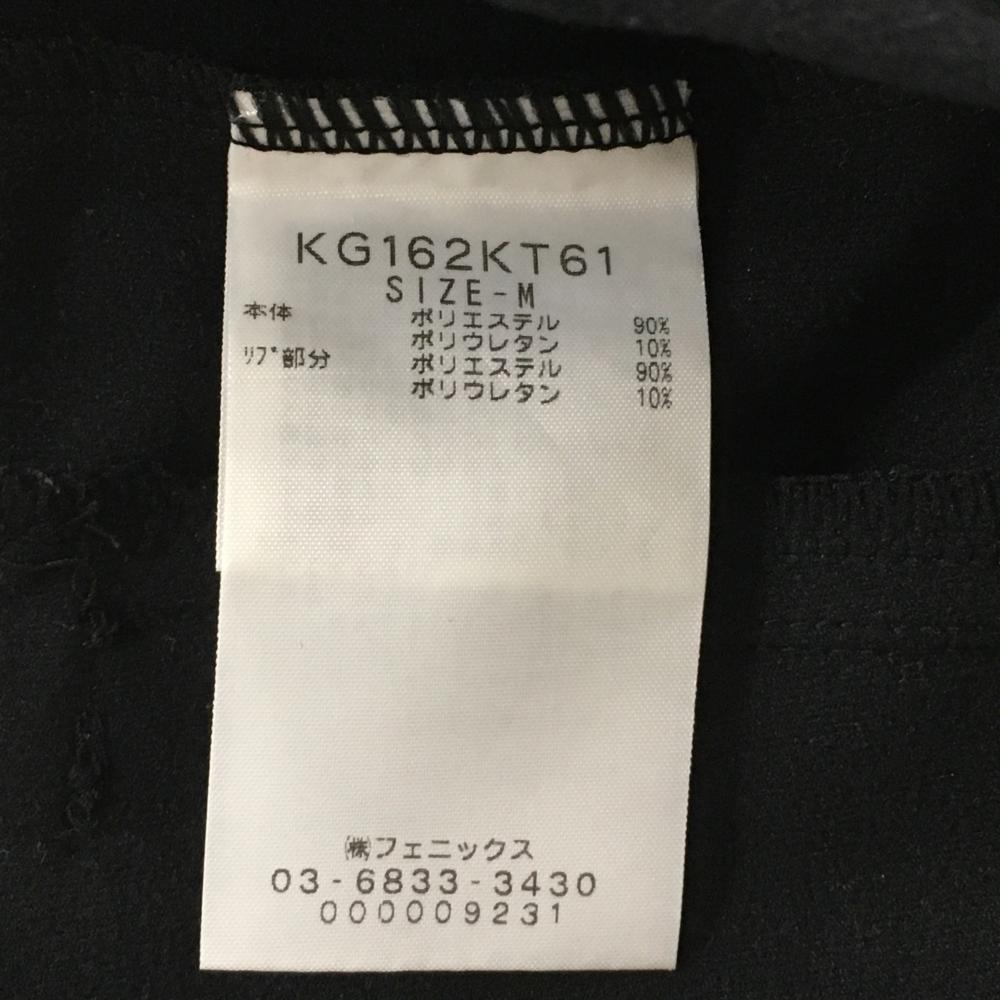 KG162KT61
SIZE-M
本体 ポリエステル 90%
ポリウレタン 10%
ﾘﾌﾞ部分 ポリエステル 90%
ポリウレタン 10%
㈱フェニックス
03-6833-3430
000009231